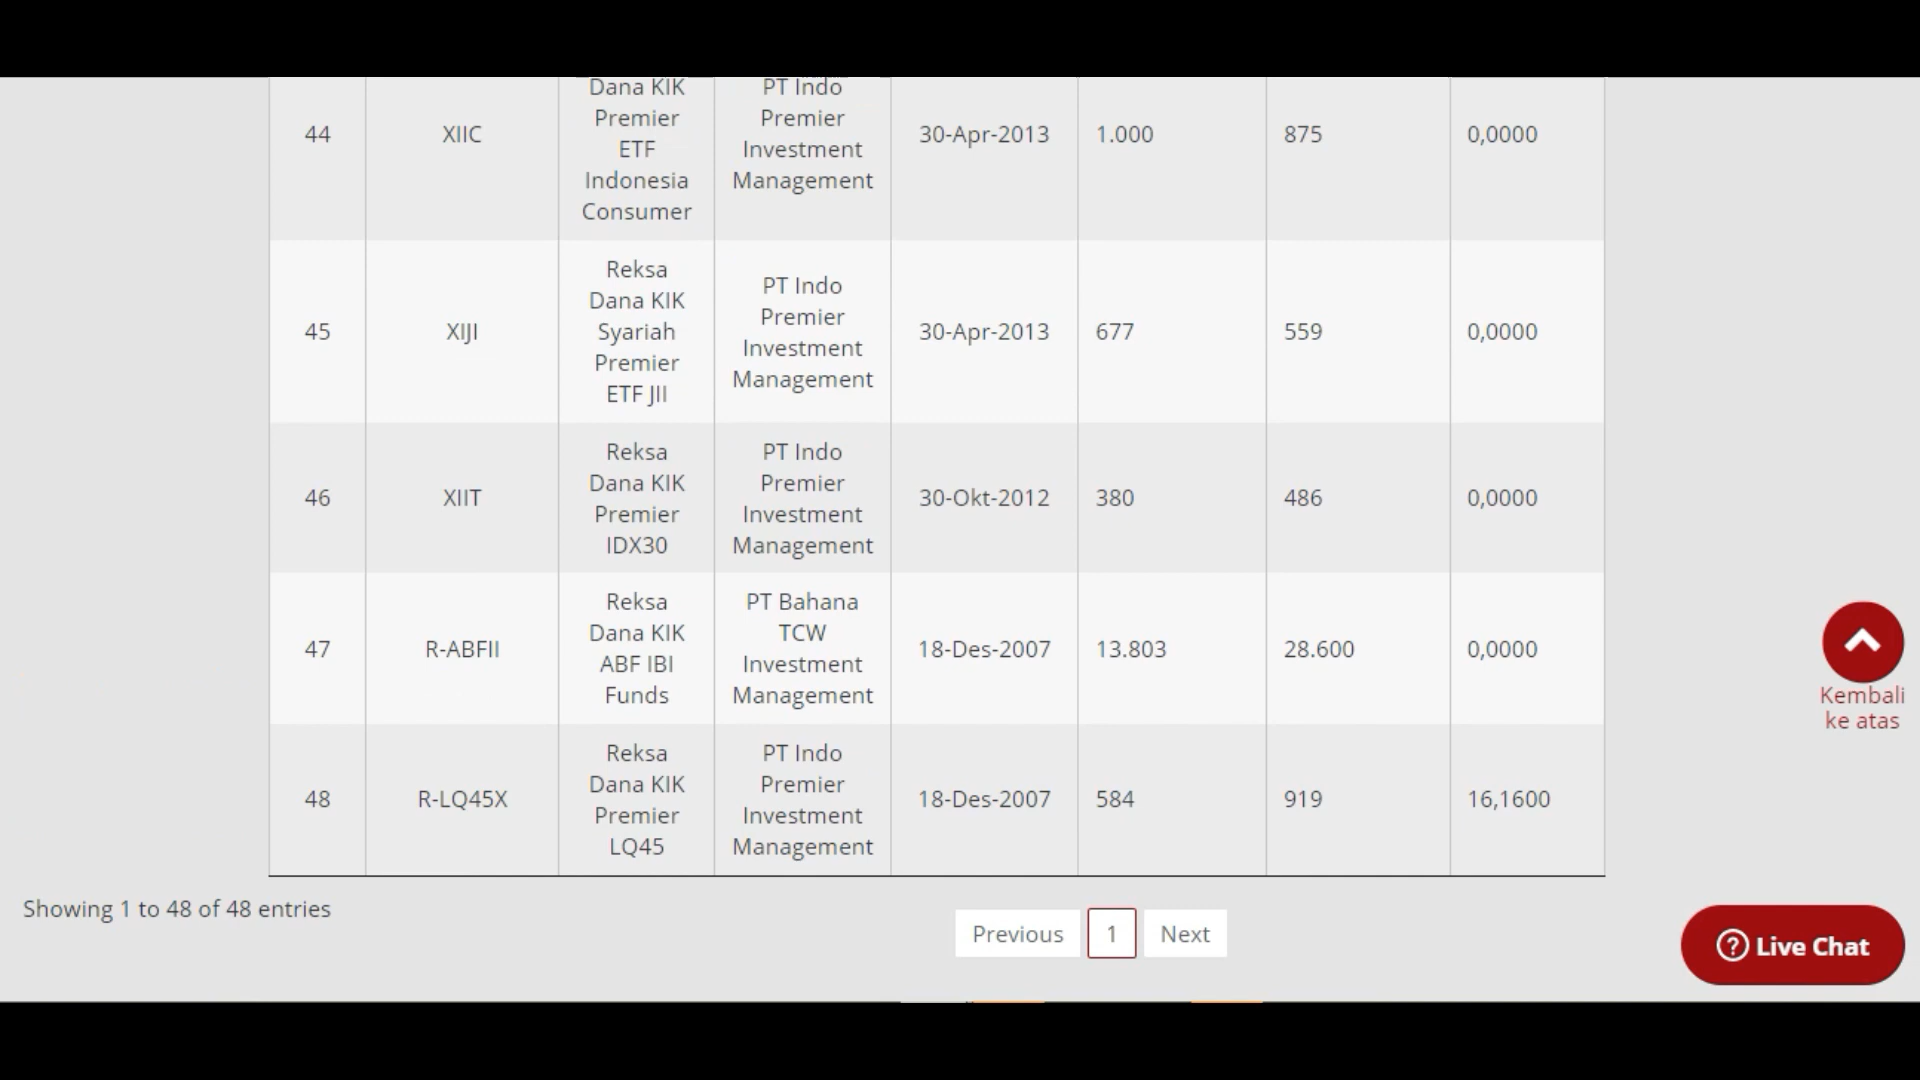 44
XIIC
Dana KIK
Premier
ETF
Indonesia
Consumer
PT Indo
Premier
Investment
Management
30-Apr-2013
1.000
875
0,0000
45
XIJI
Reksa
Dana KIK
Syariah
Premier
ETF JII
PT Indo
Premier
Investment
Management
30-Apr-2013
677
559
0,0000
46
XIIT
Reksa
Dana KIK
Premier
IDX30
PT Indo
Premier
Investment
Management
30-Okt-2012
380
486
0,0000
47
R-ABFII
Reksa
Dana KIK
ABF IBI
Funds
PT Bahana
TCW
Investment
Management
18-Des-2007
13.803
28.600
0,0000
48
R-LQ45X
Reksa
Dana KIK
Premier
LQ45
PT Indo
Premier
Investment
Management
18-Des-2007
584
919
16,1600
Kembali
ke atas
Showing 1 to 48 of 48 entries
Previous 1 Next
? Live Chat